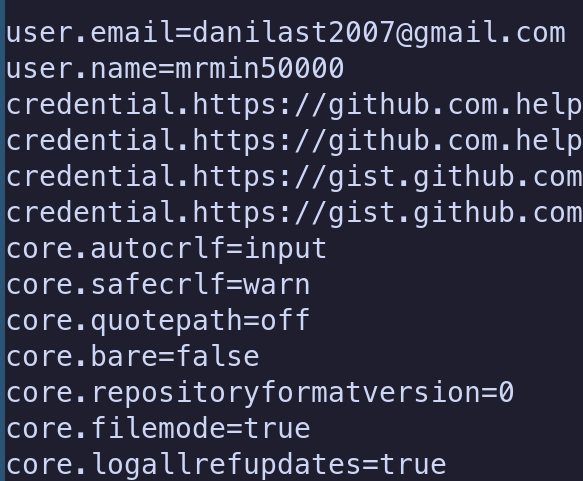 user.email=danilast2007@gmail.com
user.name=mrmin50000
credential.https://github.com.help
credential.https://github.com.help
credential.https://gist.github.com
credential.https://gist.github.com
core.autocrlf=input
core.safecrlf=warn
core.quotepath=off
core.bare=false
core.repositoryformatversion=0
core.filemode=true
core.logallrefupdates=true